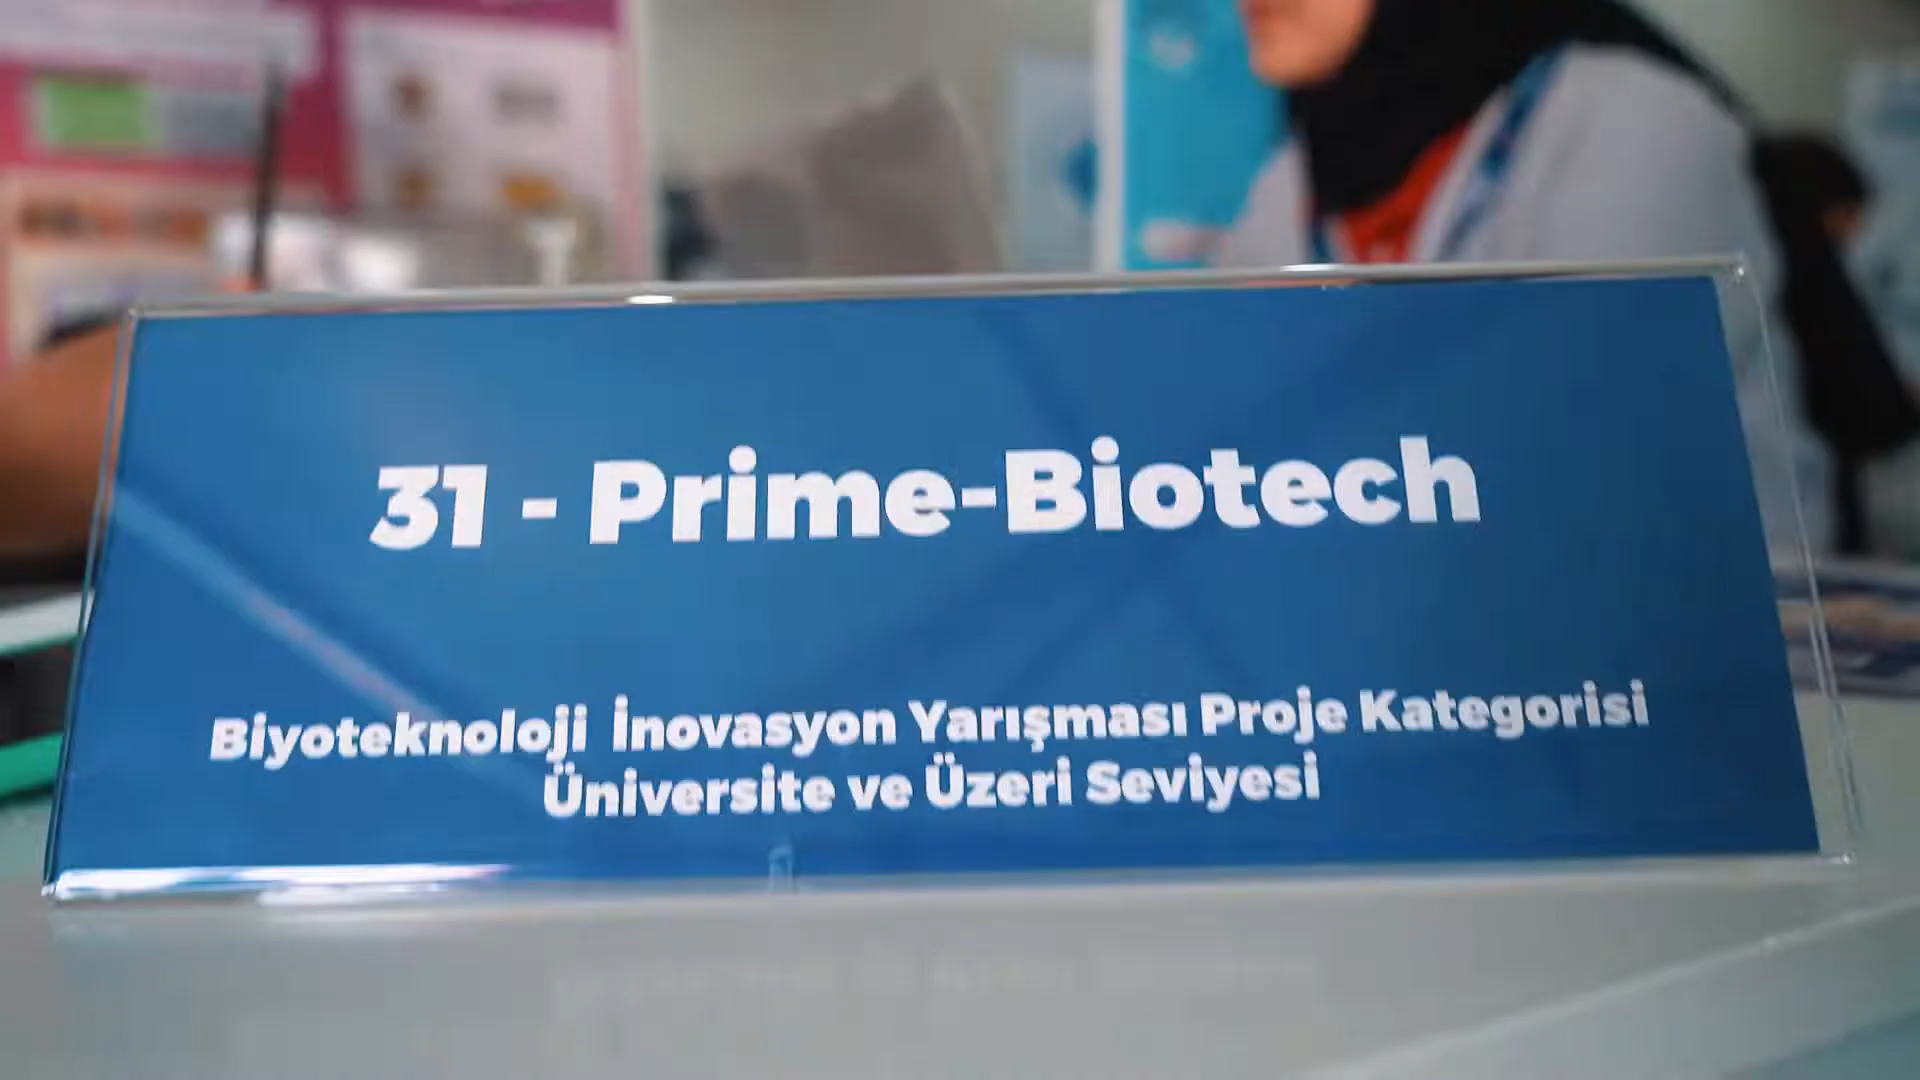 31 - Prime-Biotech
Biyoteknoloji İnovasyon Yarışması Proje Kategorisi
Üniversite ve Üzeri Seviyesi